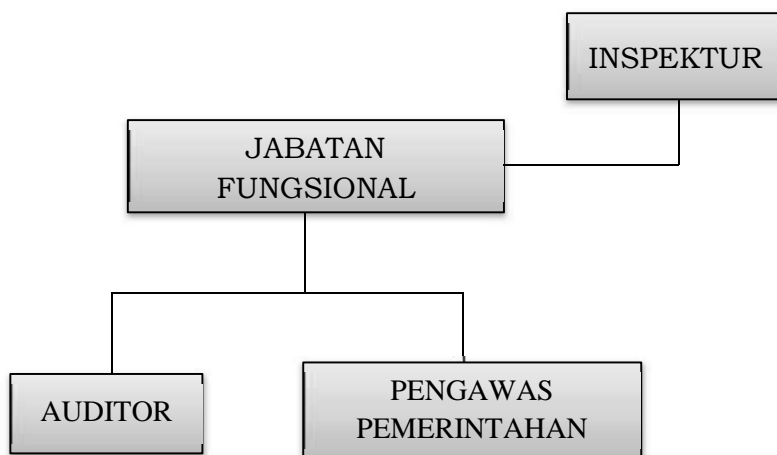 INSPEKTUR
JABATAN
FUNGSIONAL
AUDITOR
PENGAWAS
PEMERINTAHAN